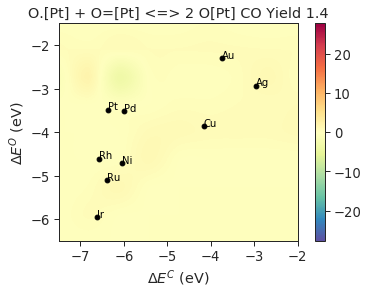 O.[Pt] + O=[Pt] <=> 2 O[Pt] CO Yield 1.4
−2
−3
−4
−5
−6
ΔE^O (eV)
Au
Ag
Pt
Pd
Cu
Rh
Ni
Ru
Ir
−7
−6
−5
−4
−3
−2
ΔE^C (eV)
20
10
0
−10
−20